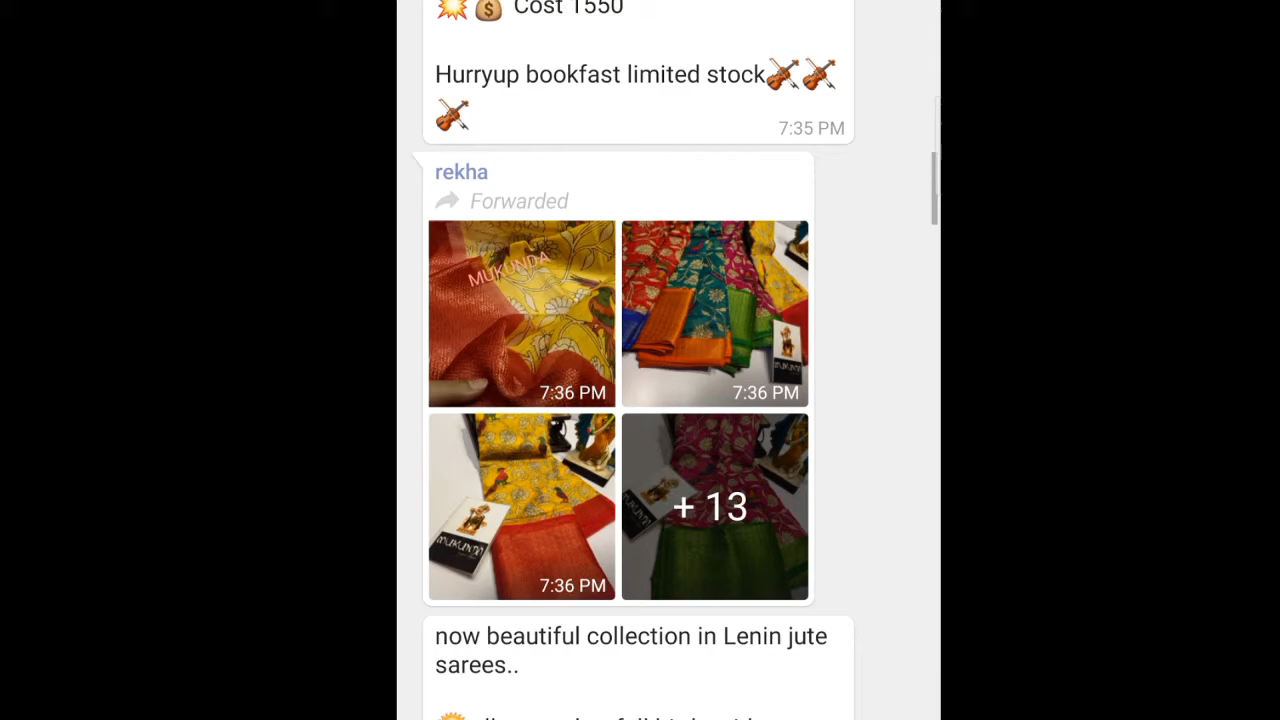 Cost 1550
Hurryup bookfast limited stock
7:35 PM
rekha
Forwarded
MUKUNDA
7:36 PM
7:36 PM
MUKUNDA
7:36 PM
+ 13
now beautiful collection in Lenin jute
sarees..